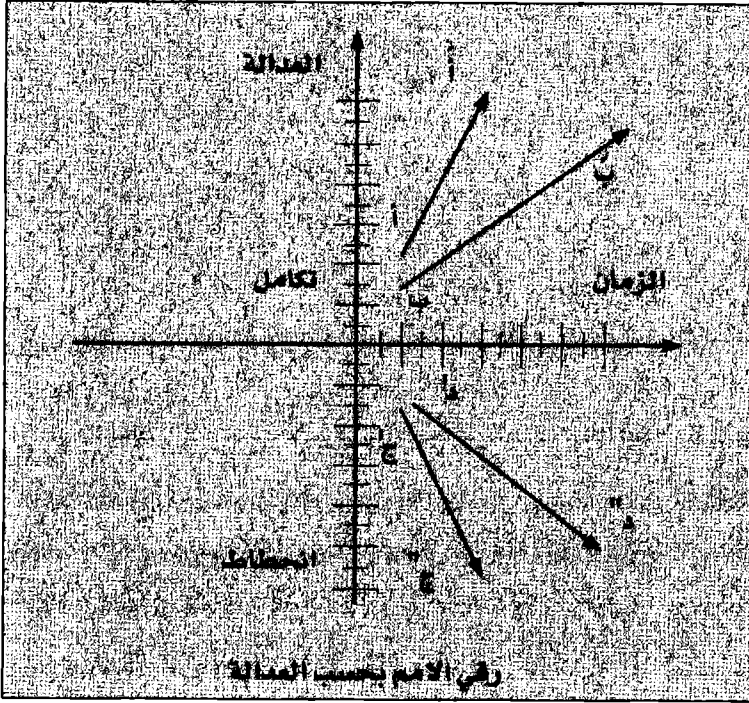 العدالة
أ
ب
أ
تكامل
الزمان
ب
د
ج
د"
انحطاط
ج"
رقي الامم بحسب العدالة